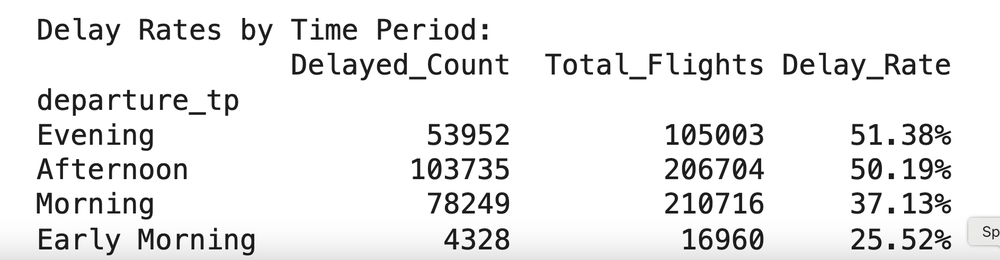 Delay Rates by Time Period:
Delayed_Count Total_Flights Delay_Rate
departure_tp
Evening 53952 105003 51.38%
Afternoon 103735 206704 50.19%
Morning 78249 210716 37.13%
Early Morning 4328 16960 25.52%
Sp